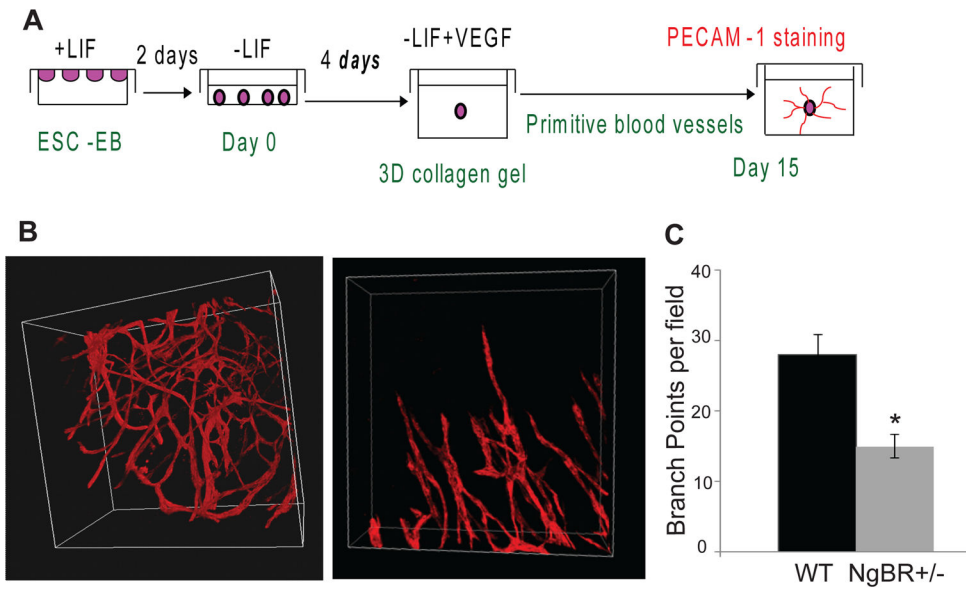 A
+LIF
2 days
-LIF
4 days
-LIF+VEGF
PECAM -1 staining
ESC -EB
Day 0
3D collagen gel
Primitive blood vessels
Day 15
B
C
Branch Points per field
40
30
20
10
0
*
WT
NgBR+/-